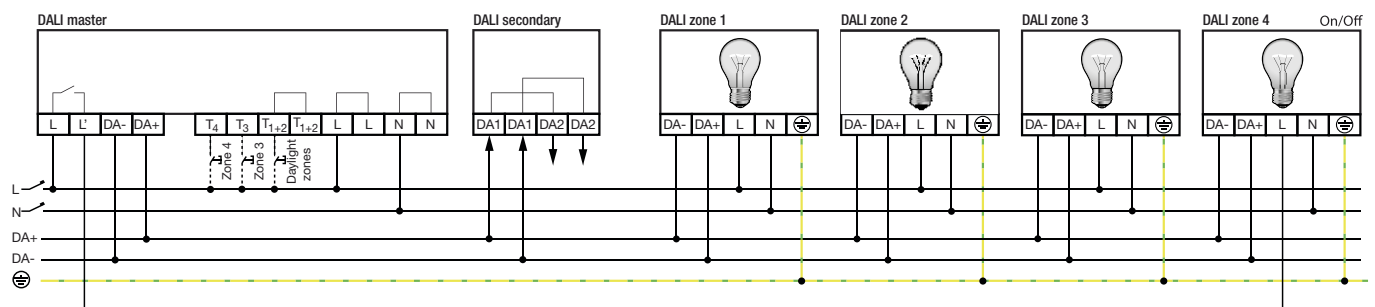 DALI master
DALI secondary
DALI zone 1
DALI zone 2
DALI zone 3
DALI zone 4
On/Off
L L' DA- DA+ T4 T3 T1+2 T1+2 L L N N
DA1 DA1 DA2 DA2
DA- DA+ L N
DA- DA+ L N
DA- DA+ L N
DA- DA+ L N
Zone 4
Zone 3
Daylight
zones
L
N
DA+
DA-